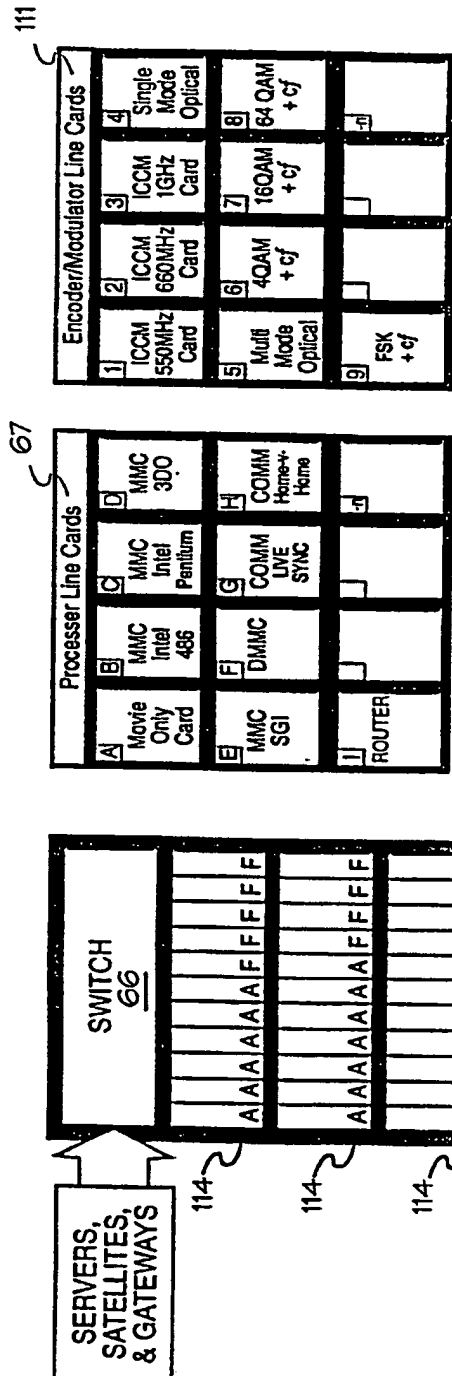 SERVERS,
SATELLITES,
& GATEWAYS
SWITCH
66
114
A A A A A A F F F F F
114
A A A A A A A F F F F
114
67
Processer Line Cards
A
Movie
Only
Card
B
MMC
Intel
486
C
MMC
Intel
Pentium
D
MMC
3DO
E
MMC
SGI
F
DMMC
G
COMM
LIVE
SYNC
H
COMM
Home-v-
Home
I
ROUTER
-n
111
Encoder/Modulator Line Cards
1
ICCM
550MHz
Card
2
ICCM
660MHz
Card
3
ICCM
1GHz
Card
4
Single
Mode
Optical
5
Multi
Mode
Optical
6
4QAM
+ cf
7
16QAM
+ cf
8
64 QAM
+ cf
9
FSK
+ cf
-n